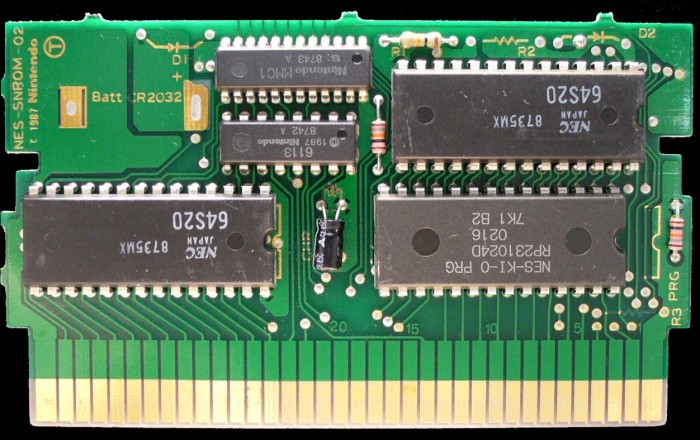 NES-SNROM-02
c 1987 Nintendo
T
D1
+
Batt CR2032
Nintendo MMC1
S. 8743 A
6113
© 1987 Nintendo
8742 A
R1
R2
D2
64S20
NEC
JAPAN
8735MX
64S20
NEC
JAPAN
8735MX
CHR
NES-KI-0 PRG
RP231024D
0216
7K1 B2
R3 PRG
20
15
10
5